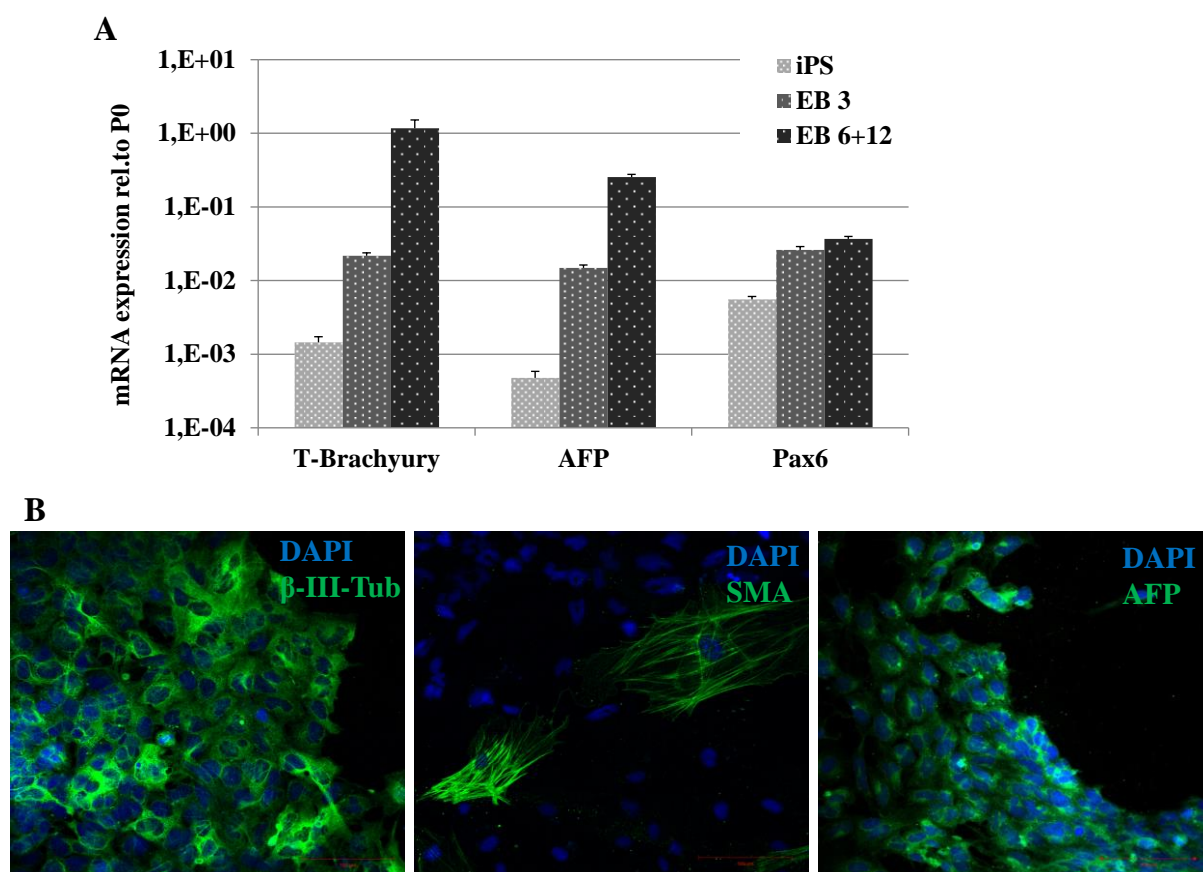 A
mRNA expression rel.to P0
1,E+01
1,E+00
1,E-01
1,E-02
1,E-03
1,E-04
iPS
EB 3
EB 6+12
T-Brachyury
AFP
Pax6
B
DAPI
β-III-Tub
DAPI
SMA
DAPI
AFP